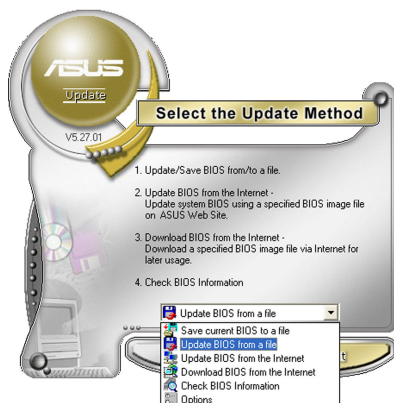 ASUS
Update
V5.27.01
Select the Update Method
1. Update/Save BIOS from/to a file.
2. Update BIOS from the Internet -
Update system BIOS using a specified BIOS image file
on ASUS Web Site.
3. Download BIOS from the Internet -
Download a specified BIOS image file via Internet for
later usage.
4. Check BIOS Information
Update BIOS from a file
Save current BIOS to a file
Update BIOS from a file
Update BIOS from the Internet
Download BIOS from the Internet
Check BIOS Information
Options